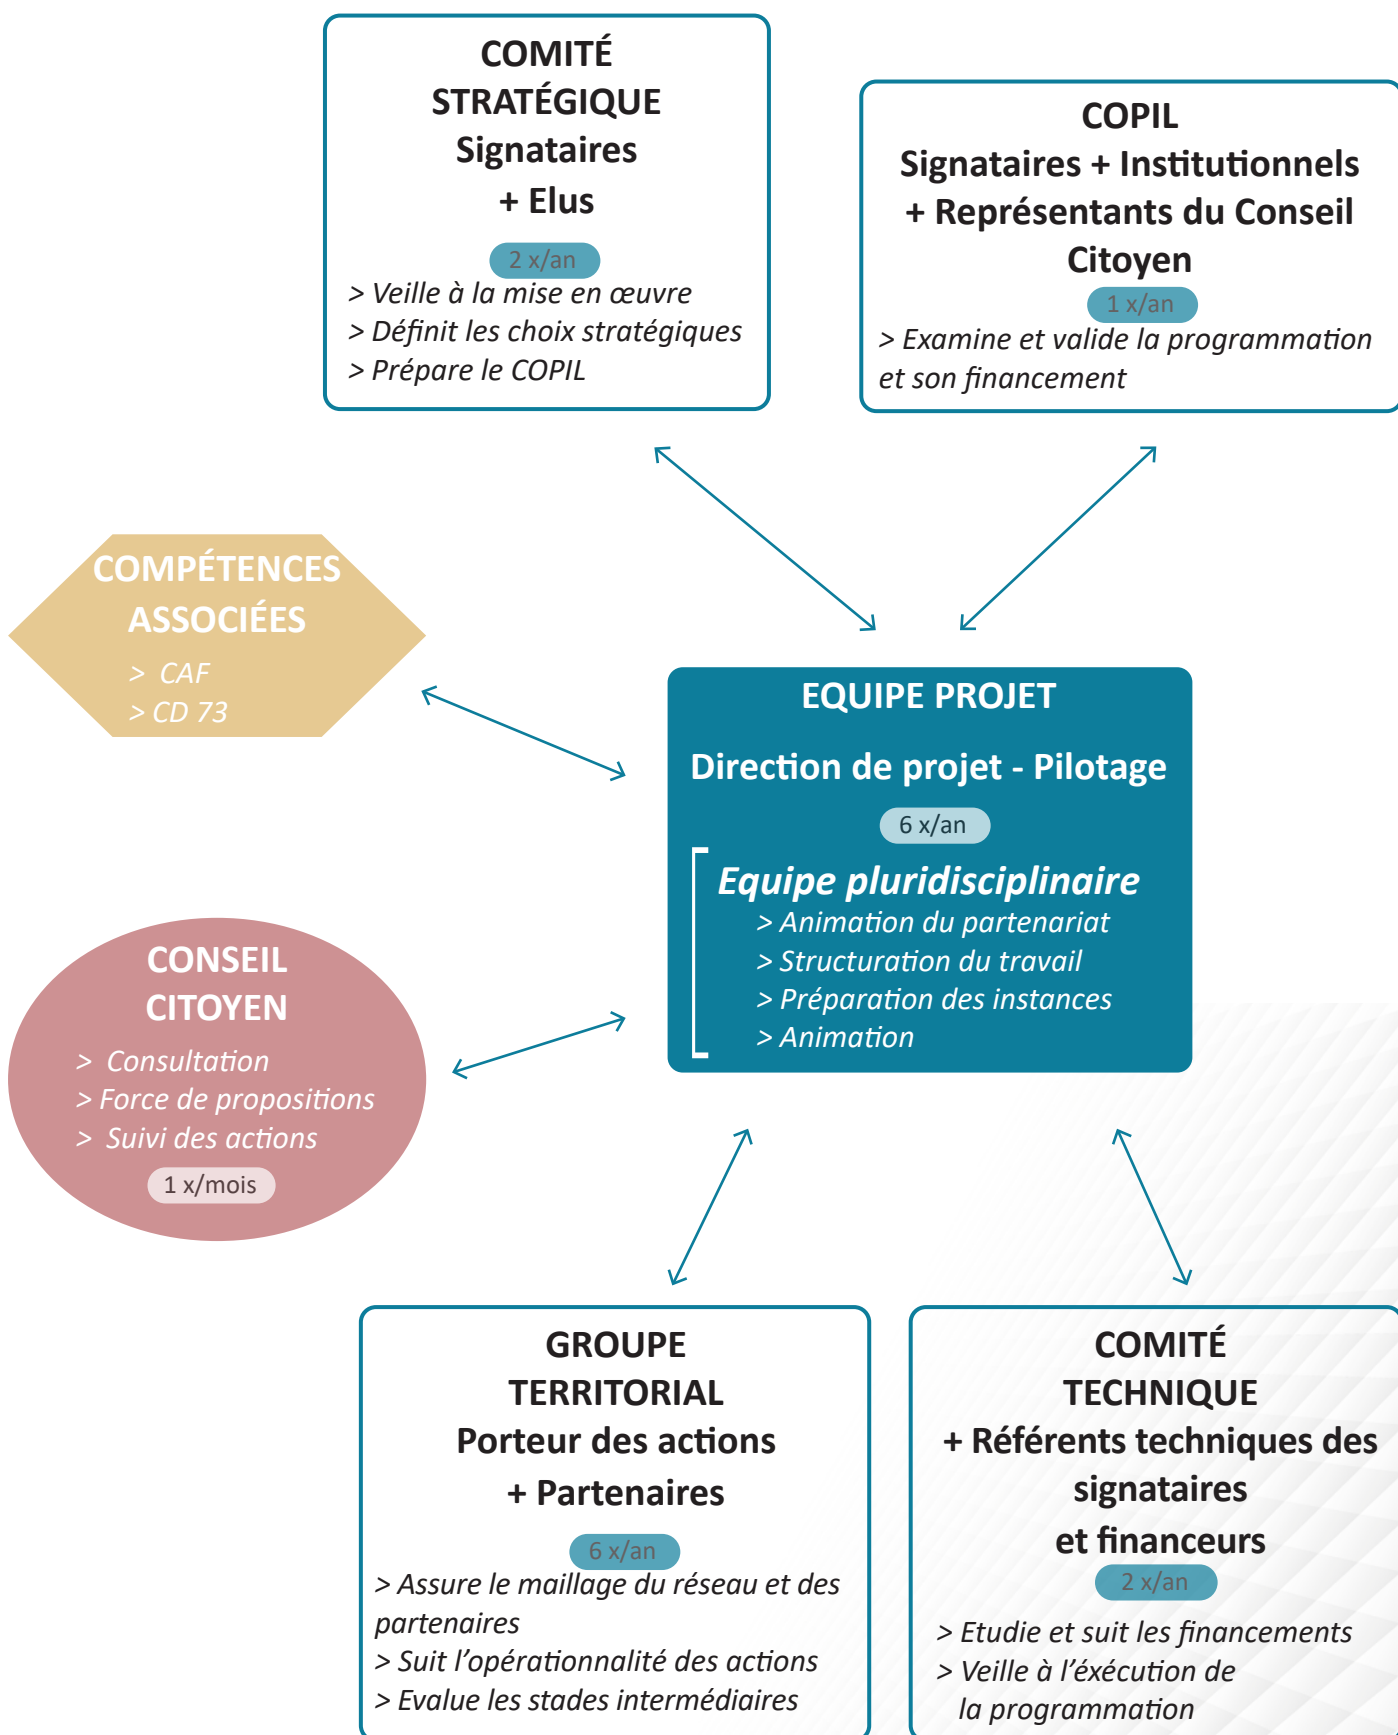 COMITÉ
STRATÉGIQUE
Signataires
+ Elus
2 x/an
> Veille à la mise en œuvre
> Définit les choix stratégiques
> Prépare le COPIL
COPIL
Signataires + Institutionnels
+ Représentants du Conseil
Citoyen
1 x/an
> Examine et valide la programmation
et son financement
COMPÉTENCES
ASSOCIÉES
> CAF
> CD 73
EQUIPE PROJET
Direction de projet - Pilotage
6 x/an
Equipe pluridisciplinaire
> Animation du partenariat
> Structuration du travail
> Préparation des instances
> Animation
CONSEIL
CITOYEN
> Consultation
> Force de propositions
> Suivi des actions
1 x/mois
GROUPE
TERRITORIAL
Porteur des actions
+ Partenaires
6 x/an
> Assure le maillage du réseau et des
partenaires
> Suit l'opérationnalité des actions
> Evalue les stades intermédiaires
COMITÉ
TECHNIQUE
+ Référents techniques des
signataires
et financeurs
2 x/an
> Etudie et suit les financements
> Veille à l'éxécution de
la programmation